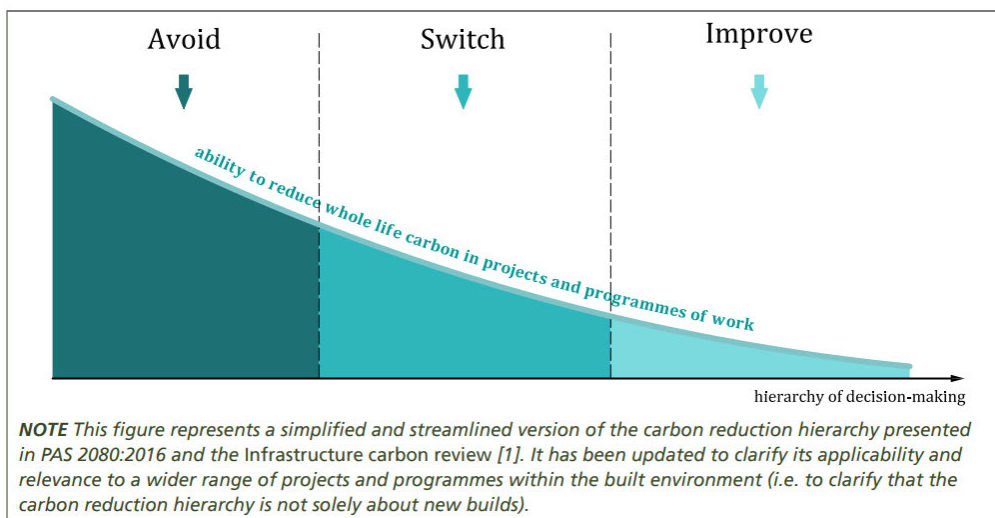 Avoid
Switch
Improve
ability to reduce whole life carbon in projects and programmes of work
hierarchy of decision-making
NOTE This figure represents a simplified and streamlined version of the carbon reduction hierarchy presented
in PAS 2080:2016 and the Infrastructure carbon review [1]. It has been updated to clarify its applicability and
relevance to a wider range of projects and programmes within the built environment (i.e. to clarify that the
carbon reduction hierarchy is not solely about new builds).